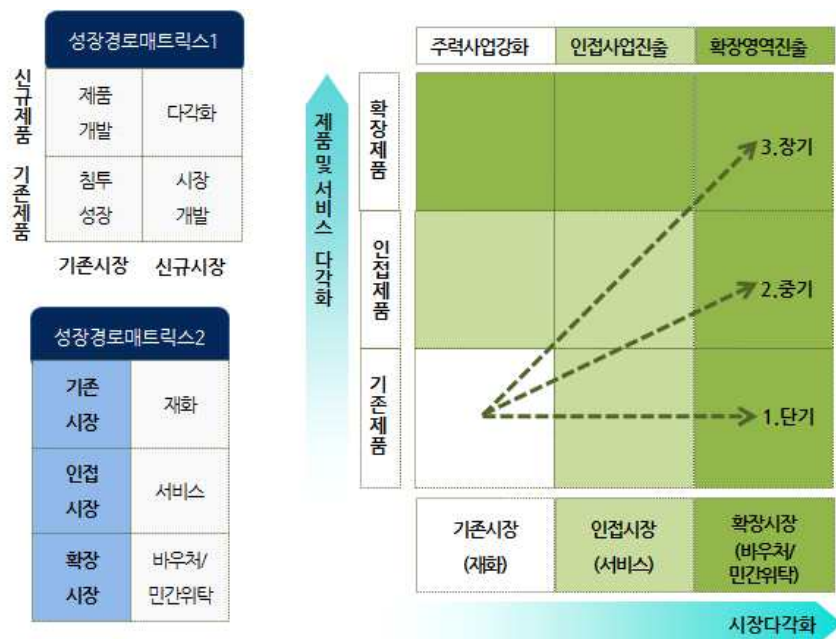 성장경로매트릭스1
신규제품
제품
개발
다각화
기존제품
침투
성장
시장
개발
기존시장
신규시장
성장경로매트릭스2
기존
시장
재화
인접
시장
서비스
확장
시장
바우처/
민간위탁
주력사업강화
인접사업진출
확장영역진출
제품 및 서비스 다각화
확장제품
인접제품
기존제품
3.장기
2.중기
1.단기
기존시장
(재화)
인접시장
(서비스)
확장시장
(바우처/
민간위탁)
시장다각화